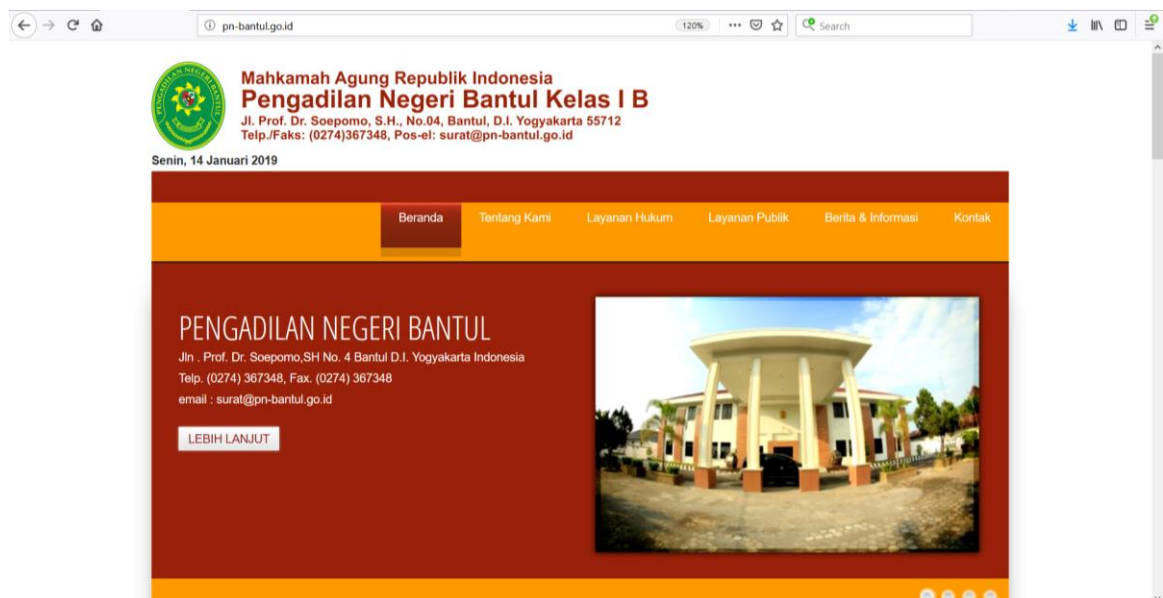 pn-bantul.go.id
120%
Search
PENGADILAN NEGERI BANTUL
Mahkamah Agung Republik Indonesia
Pengadilan Negeri Bantul Kelas I B
Jl. Prof. Dr. Soepomo, S.H., No.04, Bantul, D.I. Yogyakarta 55712
Telp./Faks: (0274)367348, Pos-el: surat@pn-bantul.go.id
Senin, 14 Januari 2019
Beranda Tentang Kami Layanan Hukum Layanan Publik Berita & Informasi Kontak
PENGADILAN NEGERI BANTUL
Jln . Prof. Dr. Soepomo,SH No. 4 Bantul D.I. Yogyakarta Indonesia
Telp. (0274) 367348, Fax. (0274) 367348
email : surat@pn-bantul.go.id
LEBIH LANJUT